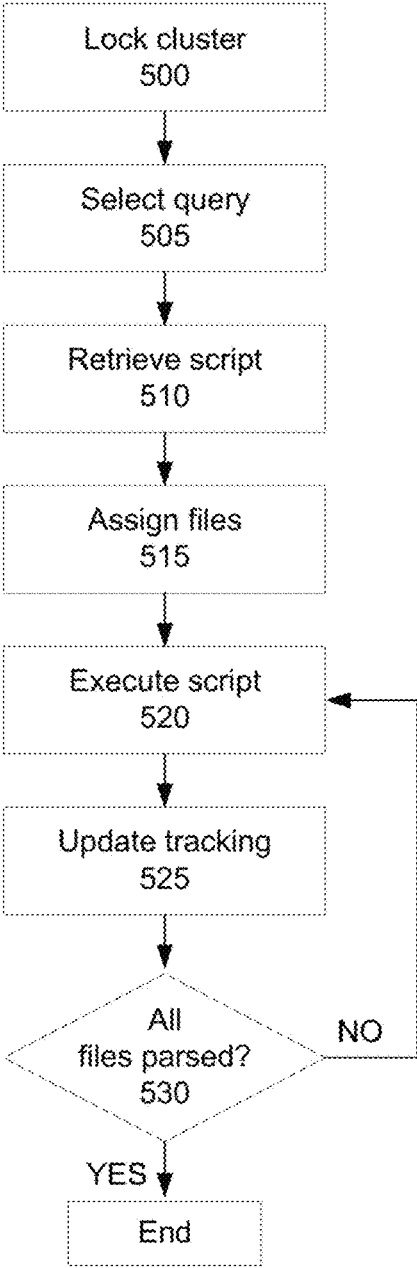 Lock cluster
500
Select query
505
Retrieve script
510
Assign files
515
Execute script
520
Update tracking
525
All
files parsed?
530
NO
YES
End